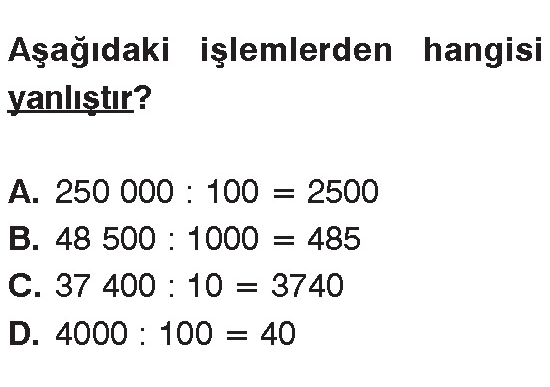 Aşağıdaki işlemlerden hangisi
yanlıştır?
A. 250 000 : 100 = 2500
B. 48 500 : 1000 = 485
C. 37 400 : 10 = 3740
D. 4000 : 100 = 40